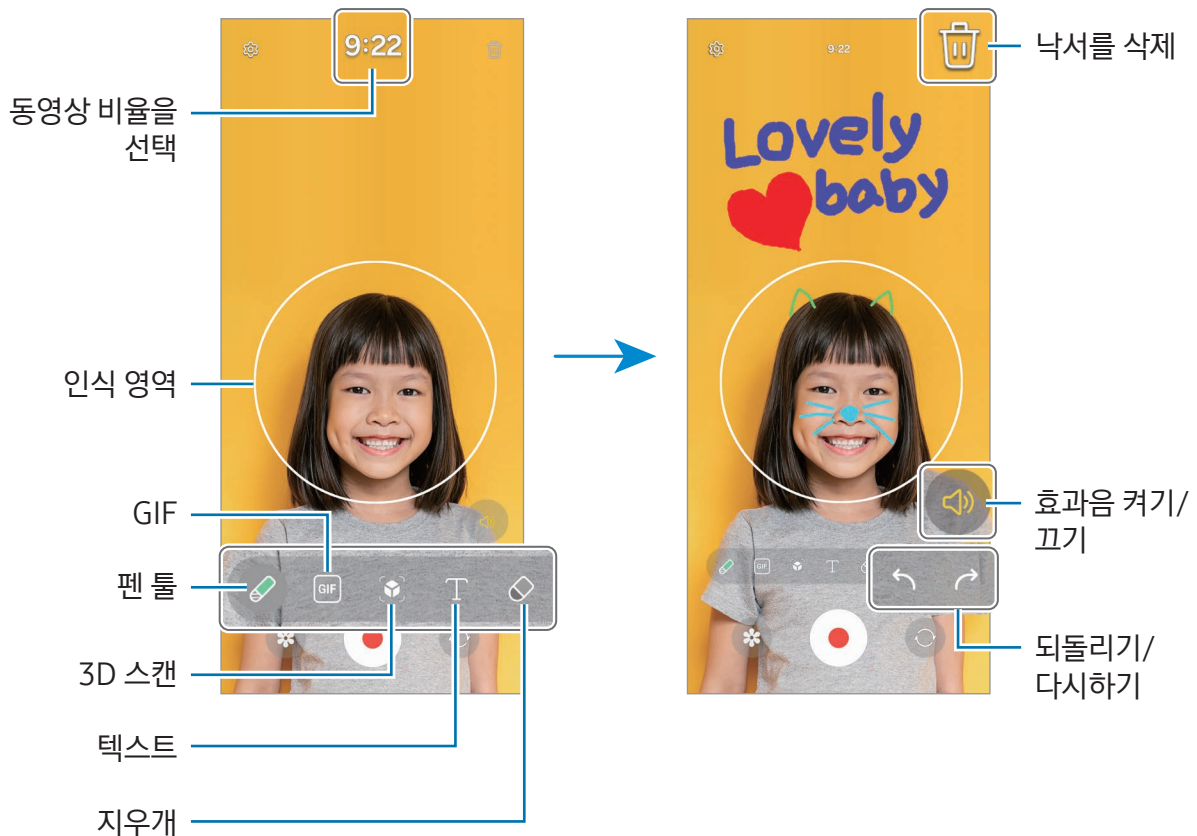 9:22
동영상 비율을
선택
인식 영역
GIF
펜 툴
GIF
T
3D 스캔
텍스트
지우개
9:22
낙서를 삭제
Lovely
baby
효과음 켜기/
끄기
GIF
T
되돌리기/
다시하기